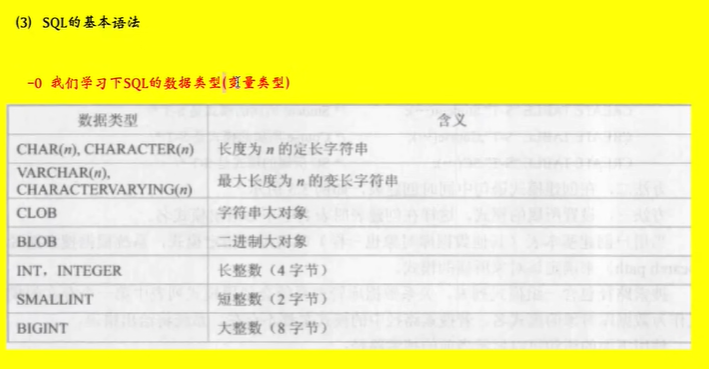 (3) SQL的基本语法
-0 我们学习下SQL的数据类型(变量类型)
数据类型 含义
CHAR(n), CHARACTER(n) 长度为 n 的定长字符串
VARCHAR(n),
CHARACTERVARYING(n) 最大长度为 n 的变长字符串
CLOB 字符串大对象
BLOB 二进制大对象
INT, INTEGER 长整数（4 字节）
SMALLINT 短整数（2 字节）
BIGINT 大整数（8 字节）